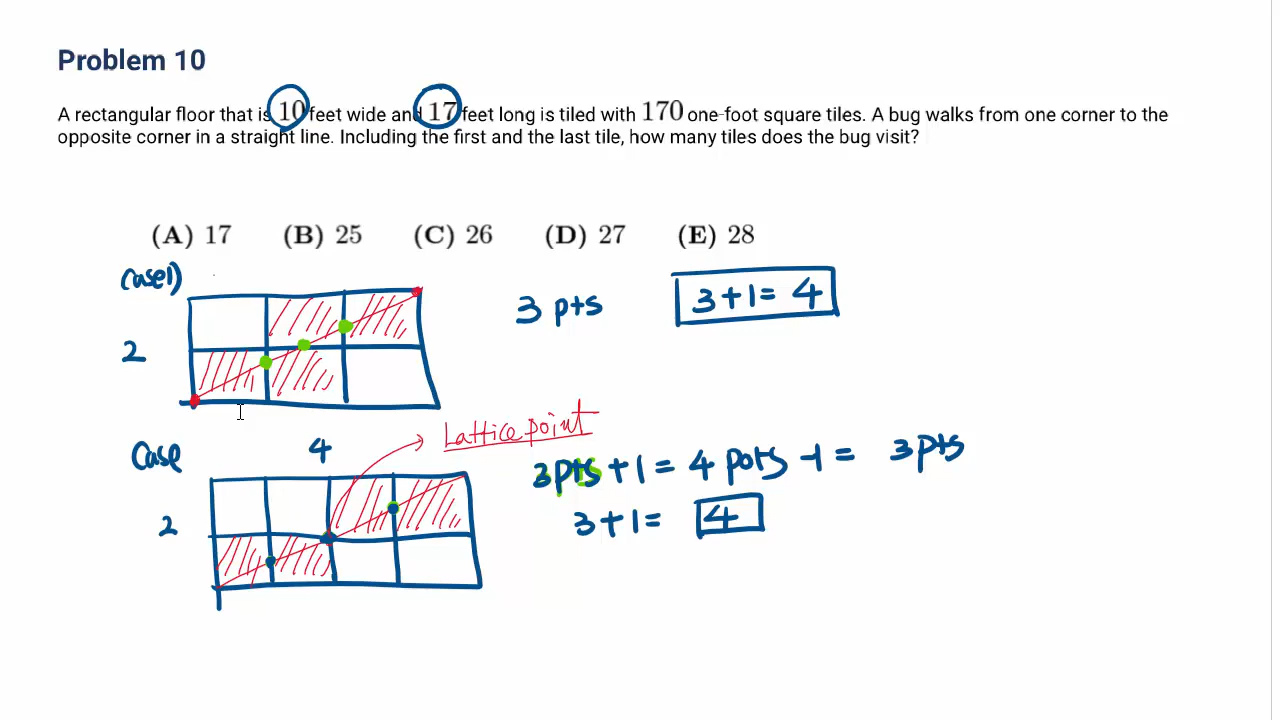 Problem 10
A rectangular floor that is 10 feet wide and 17 feet long is tiled with 170 one-foot square tiles. A bug walks from one corner to the
opposite corner in a straight line. Including the first and the last tile, how many tiles does the bug visit?
(A) 17 (B) 25 (C) 26 (D) 27 (E) 28
Case1)
3 pts
3+1= 4
2
Lattice point
Case
4
3pts +1 = 4 pots -1 = 3pts
2
3+1= 4